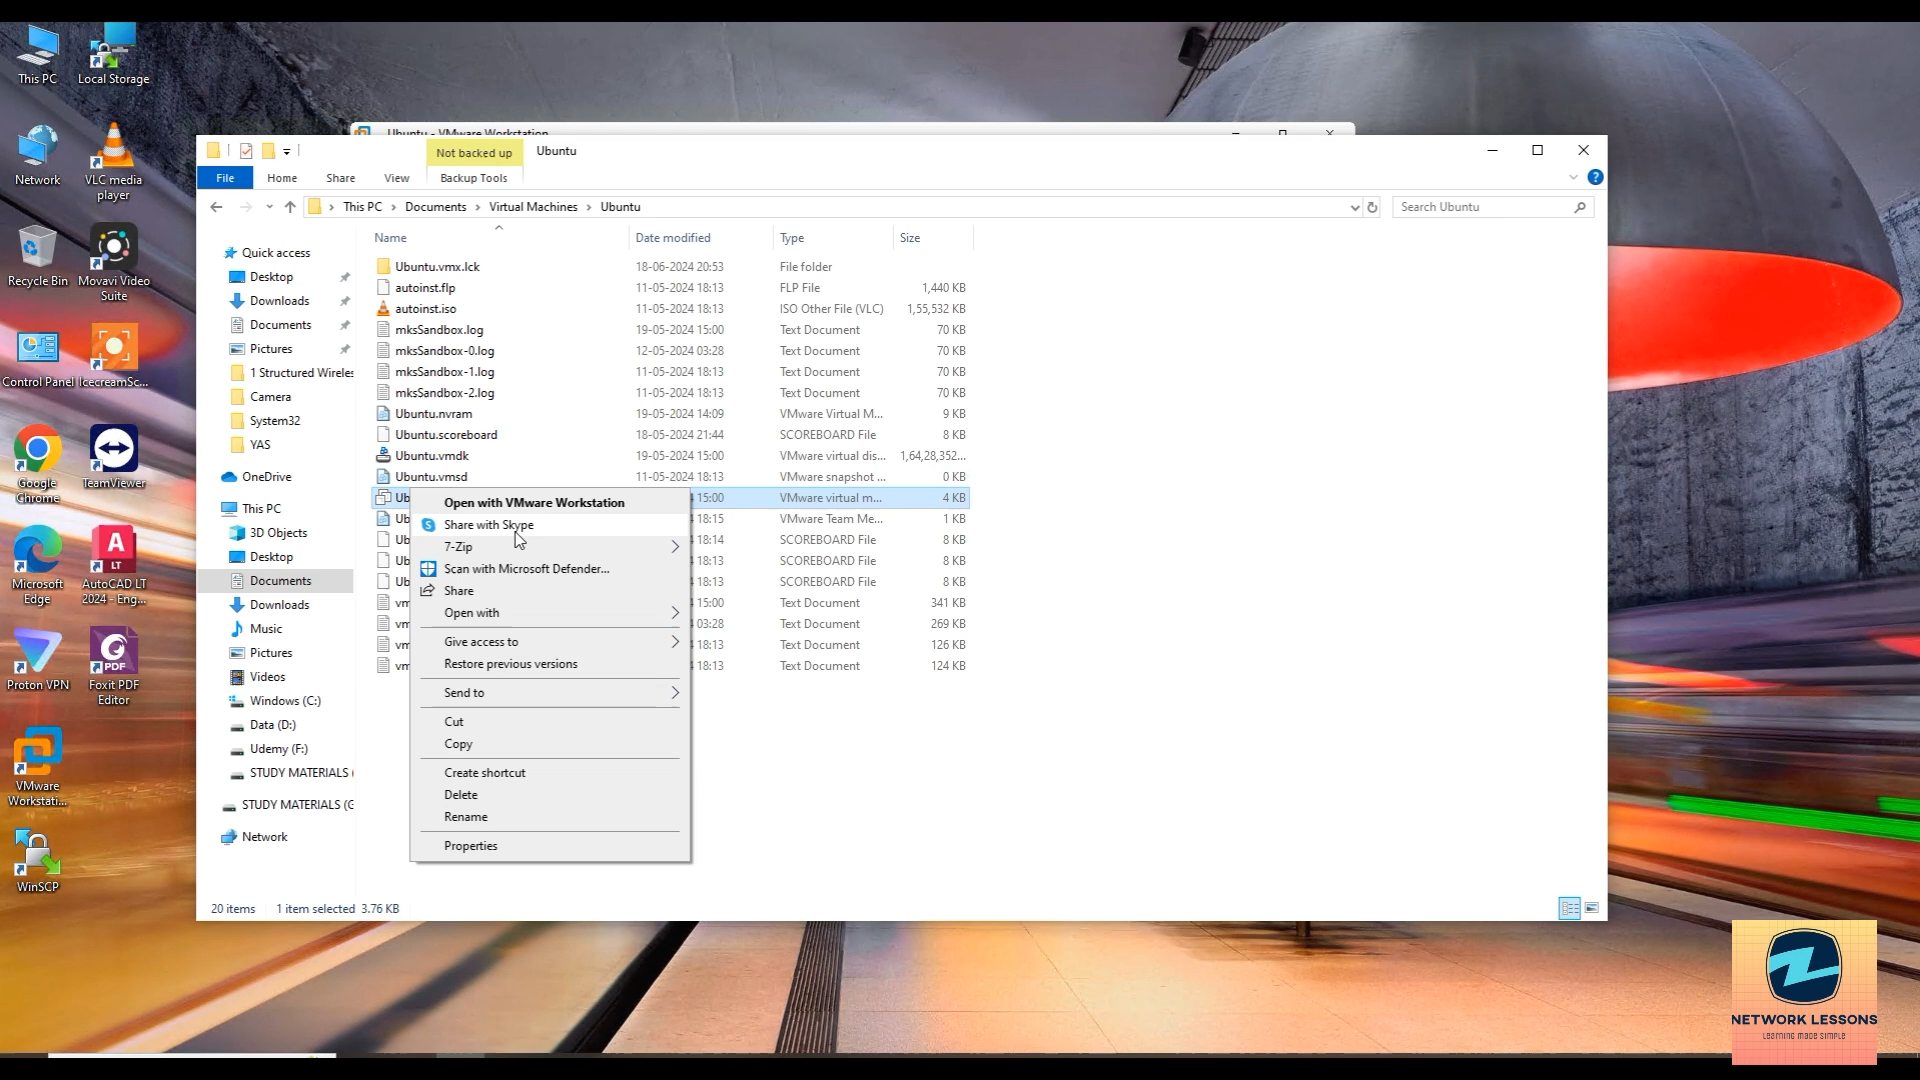 This PC
Local Storage
Network
VLC media
player
Recycle Bin
Movavi Video
Suite
Control Panel
IcecreamSc...
Google
Chrome
TeamViewer
Microsoft
Edge
AutoCAD LT
2024 - Eng...
Proton VPN
Foxit PDF
Editor
VMware
Workstati...
WinSCP
Ubuntu - VMware Workstation
Not backed up
Ubuntu
File
Home
Share
View
Backup Tools
This PC
Documents
Virtual Machines
Ubuntu
Search Ubuntu
Quick access
Desktop
Downloads
Documents
Pictures
1 Structured Wireles
Camera
System32
YAS
OneDrive
This PC
3D Objects
Desktop
Documents
Downloads
Music
Pictures
Videos
Windows (C:)
Data (D:)
Udemy (F:)
STUDY MATERIALS (
STUDY MATERIALS (G
Network
Name Date modified Type Size
Ubuntu.vmx.lck 18-06-2024 20:53 File folder
autoinst.flp 11-05-2024 18:13 FLP File 1,440 KB
autoinst.iso 11-05-2024 18:13 ISO Other File (VLC) 1,55,532 KB
mksSandbox.log 19-05-2024 15:00 Text Document 70 KB
mksSandbox-0.log 12-05-2024 03:28 Text Document 70 KB
mksSandbox-1.log 11-05-2024 18:13 Text Document 70 KB
mksSandbox-2.log 11-05-2024 18:13 Text Document 70 KB
Ubuntu.nvram 19-05-2024 14:09 VMware Virtual M... 9 KB
Ubuntu.scoreboard 18-05-2024 21:44 SCOREBOARD File 8 KB
Ubuntu.vmdk 19-05-2024 15:00 VMware virtual dis... 1,64,28,352...
Ubuntu.vmsd 11-05-2024 18:13 VMware snapshot ... 0 KB
Ub 15:00 VMware virtual m... 4 KB
Ub 18:15 VMware Team Me... 1 KB
Ub 18:14 SCOREBOARD File 8 KB
Ub 18:13 SCOREBOARD File 8 KB
Ub 18:13 SCOREBOARD File 8 KB
vm 15:00 Text Document 341 KB
vm 03:28 Text Document 269 KB
vm 18:13 Text Document 126 KB
vm 18:13 Text Document 124 KB
Open with VMware Workstation
Share with Skype
7-Zip
Scan with Microsoft Defender...
Share
Open with
Give access to
Restore previous versions
Send to
Cut
Copy
Create shortcut
Delete
Rename
Properties
20 items 1 item selected 3.76 KB
NETWORK LESSONS
Learning made simple